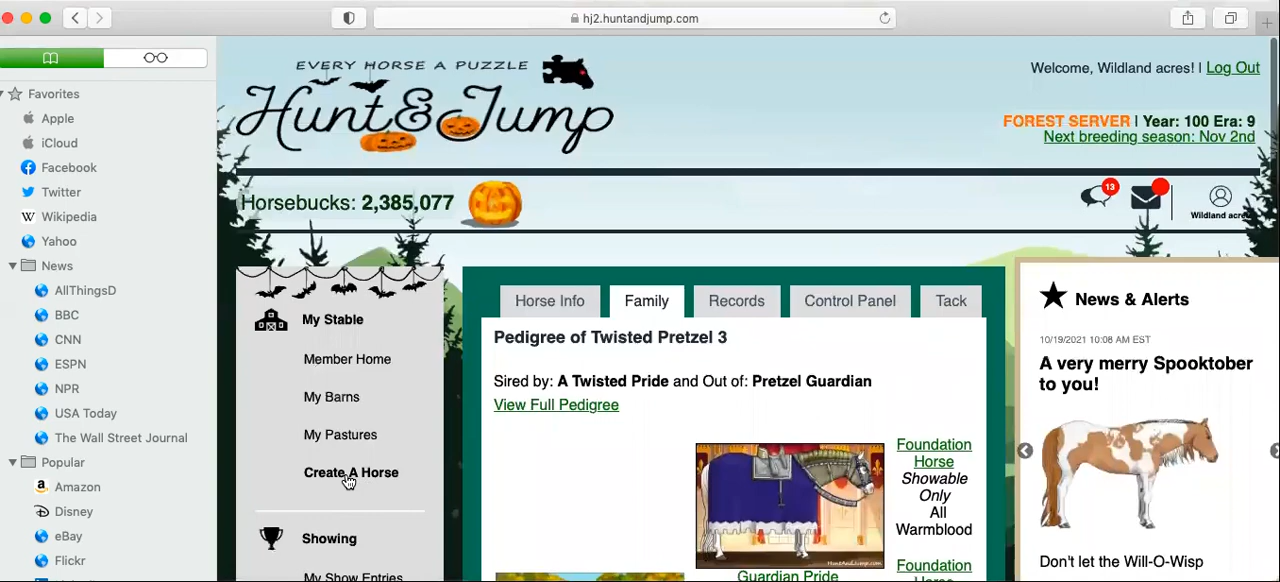 hj2.huntandjump.com
Favorites
Apple
iCloud
Facebook
Twitter
Wikipedia
Yahoo
News
AllThingsD
BBC
CNN
ESPN
NPR
USA Today
The Wall Street Journal
Popular
Amazon
Disney
eBay
Flickr
EVERY HORSE A PUZZLE
Hunt&Jump
Welcome, Wildland acres! | Log Out
FOREST SERVER | Year: 100 Era: 9
Next breeding season: Nov 2nd
Horsebucks: 2,385,077
13
Wildland acres
My Stable
Member Home
My Barns
My Pastures
Create A Horse
Showing
My Show Entries
Horse Info
Family
Records
Control Panel
Tack
Pedigree of Twisted Pretzel 3
Sired by: A Twisted Pride and Out of: Pretzel Guardian
View Full Pedigree
HuntAndJump.com
Guardian Pride
Foundation
Horse
Showable
Only
All
Warmblood
Foundation
Horse
News & Alerts
10/19/2021 10:08 AM EST
A very merry Spooktober
to you!
Don't let the Will-O-Wisp